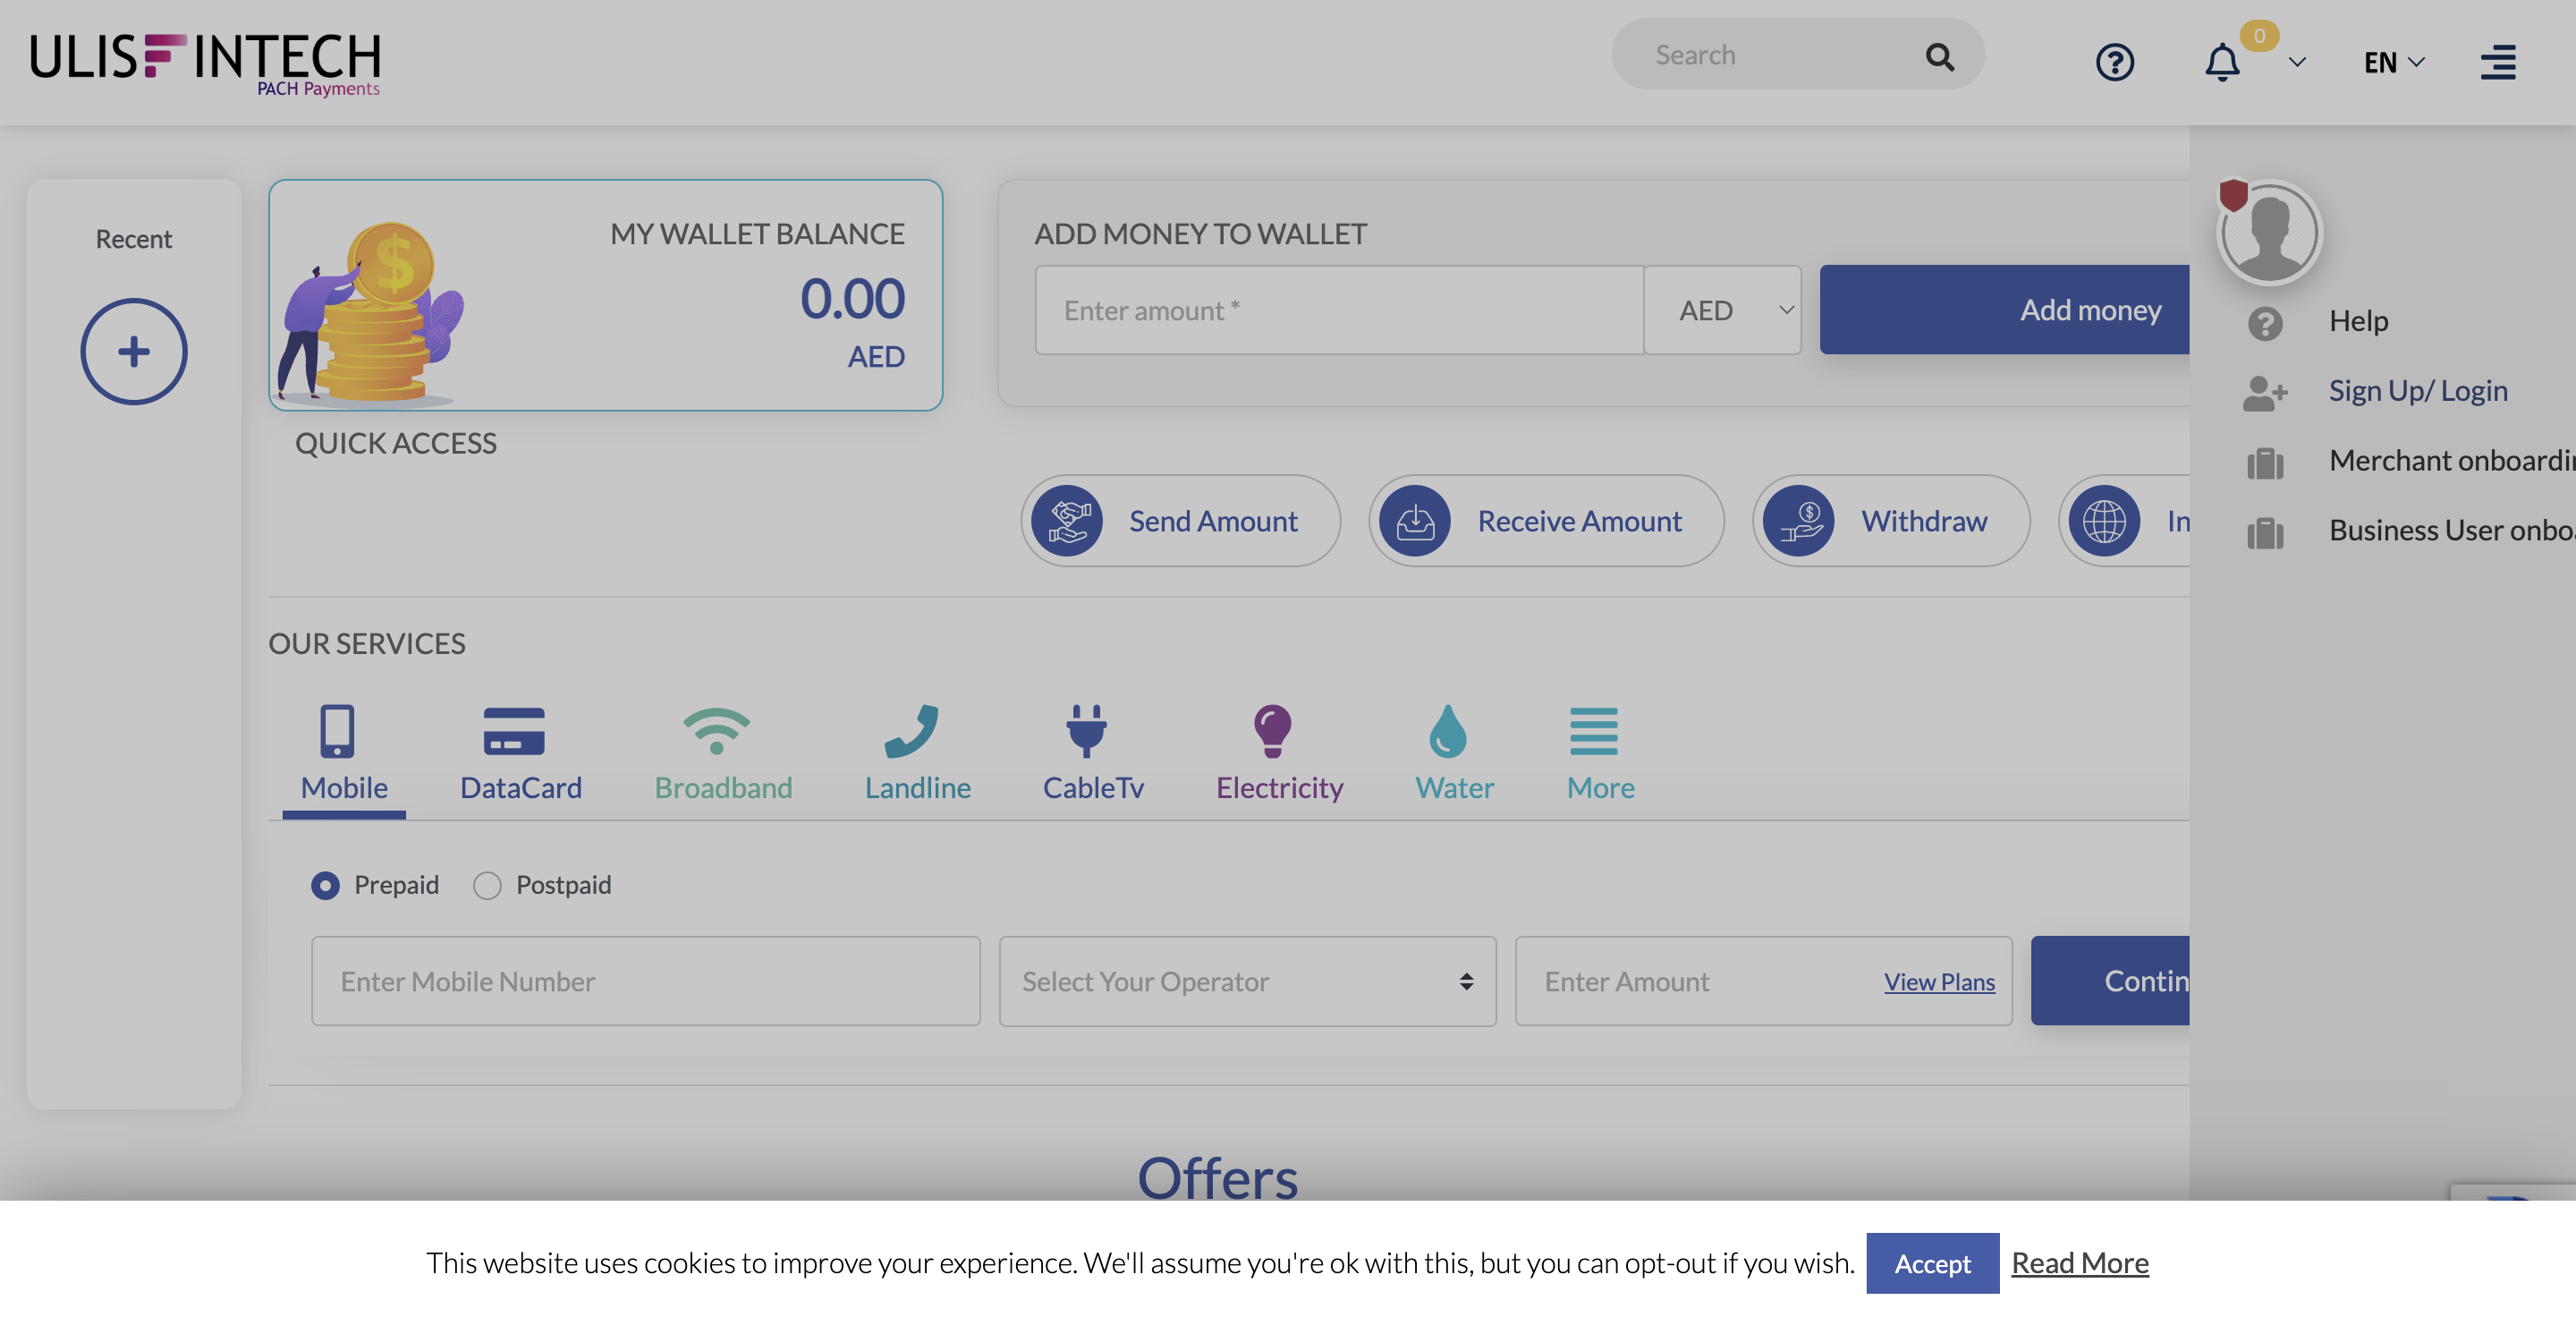 ULISFINTECH
PACH Payments
Search
0
EN
Recent
MY WALLET BALANCE
0.00
AED
ADD MONEY TO WALLET
Enter amount *
AED
Add money
Help
Sign Up/ Login
Merchant onboardin
Business User onbo
QUICK ACCESS
Send Amount
Receive Amount
Withdraw
In
OUR SERVICES
Mobile
DataCard
Broadband
Landline
CableTv
Electricity
Water
More
Prepaid
Postpaid
Enter Mobile Number
Select Your Operator
Enter Amount
View Plans
Contin
Offers
This website uses cookies to improve your experience. We'll assume you're ok with this, but you can opt-out if you wish.
Accept
Read More